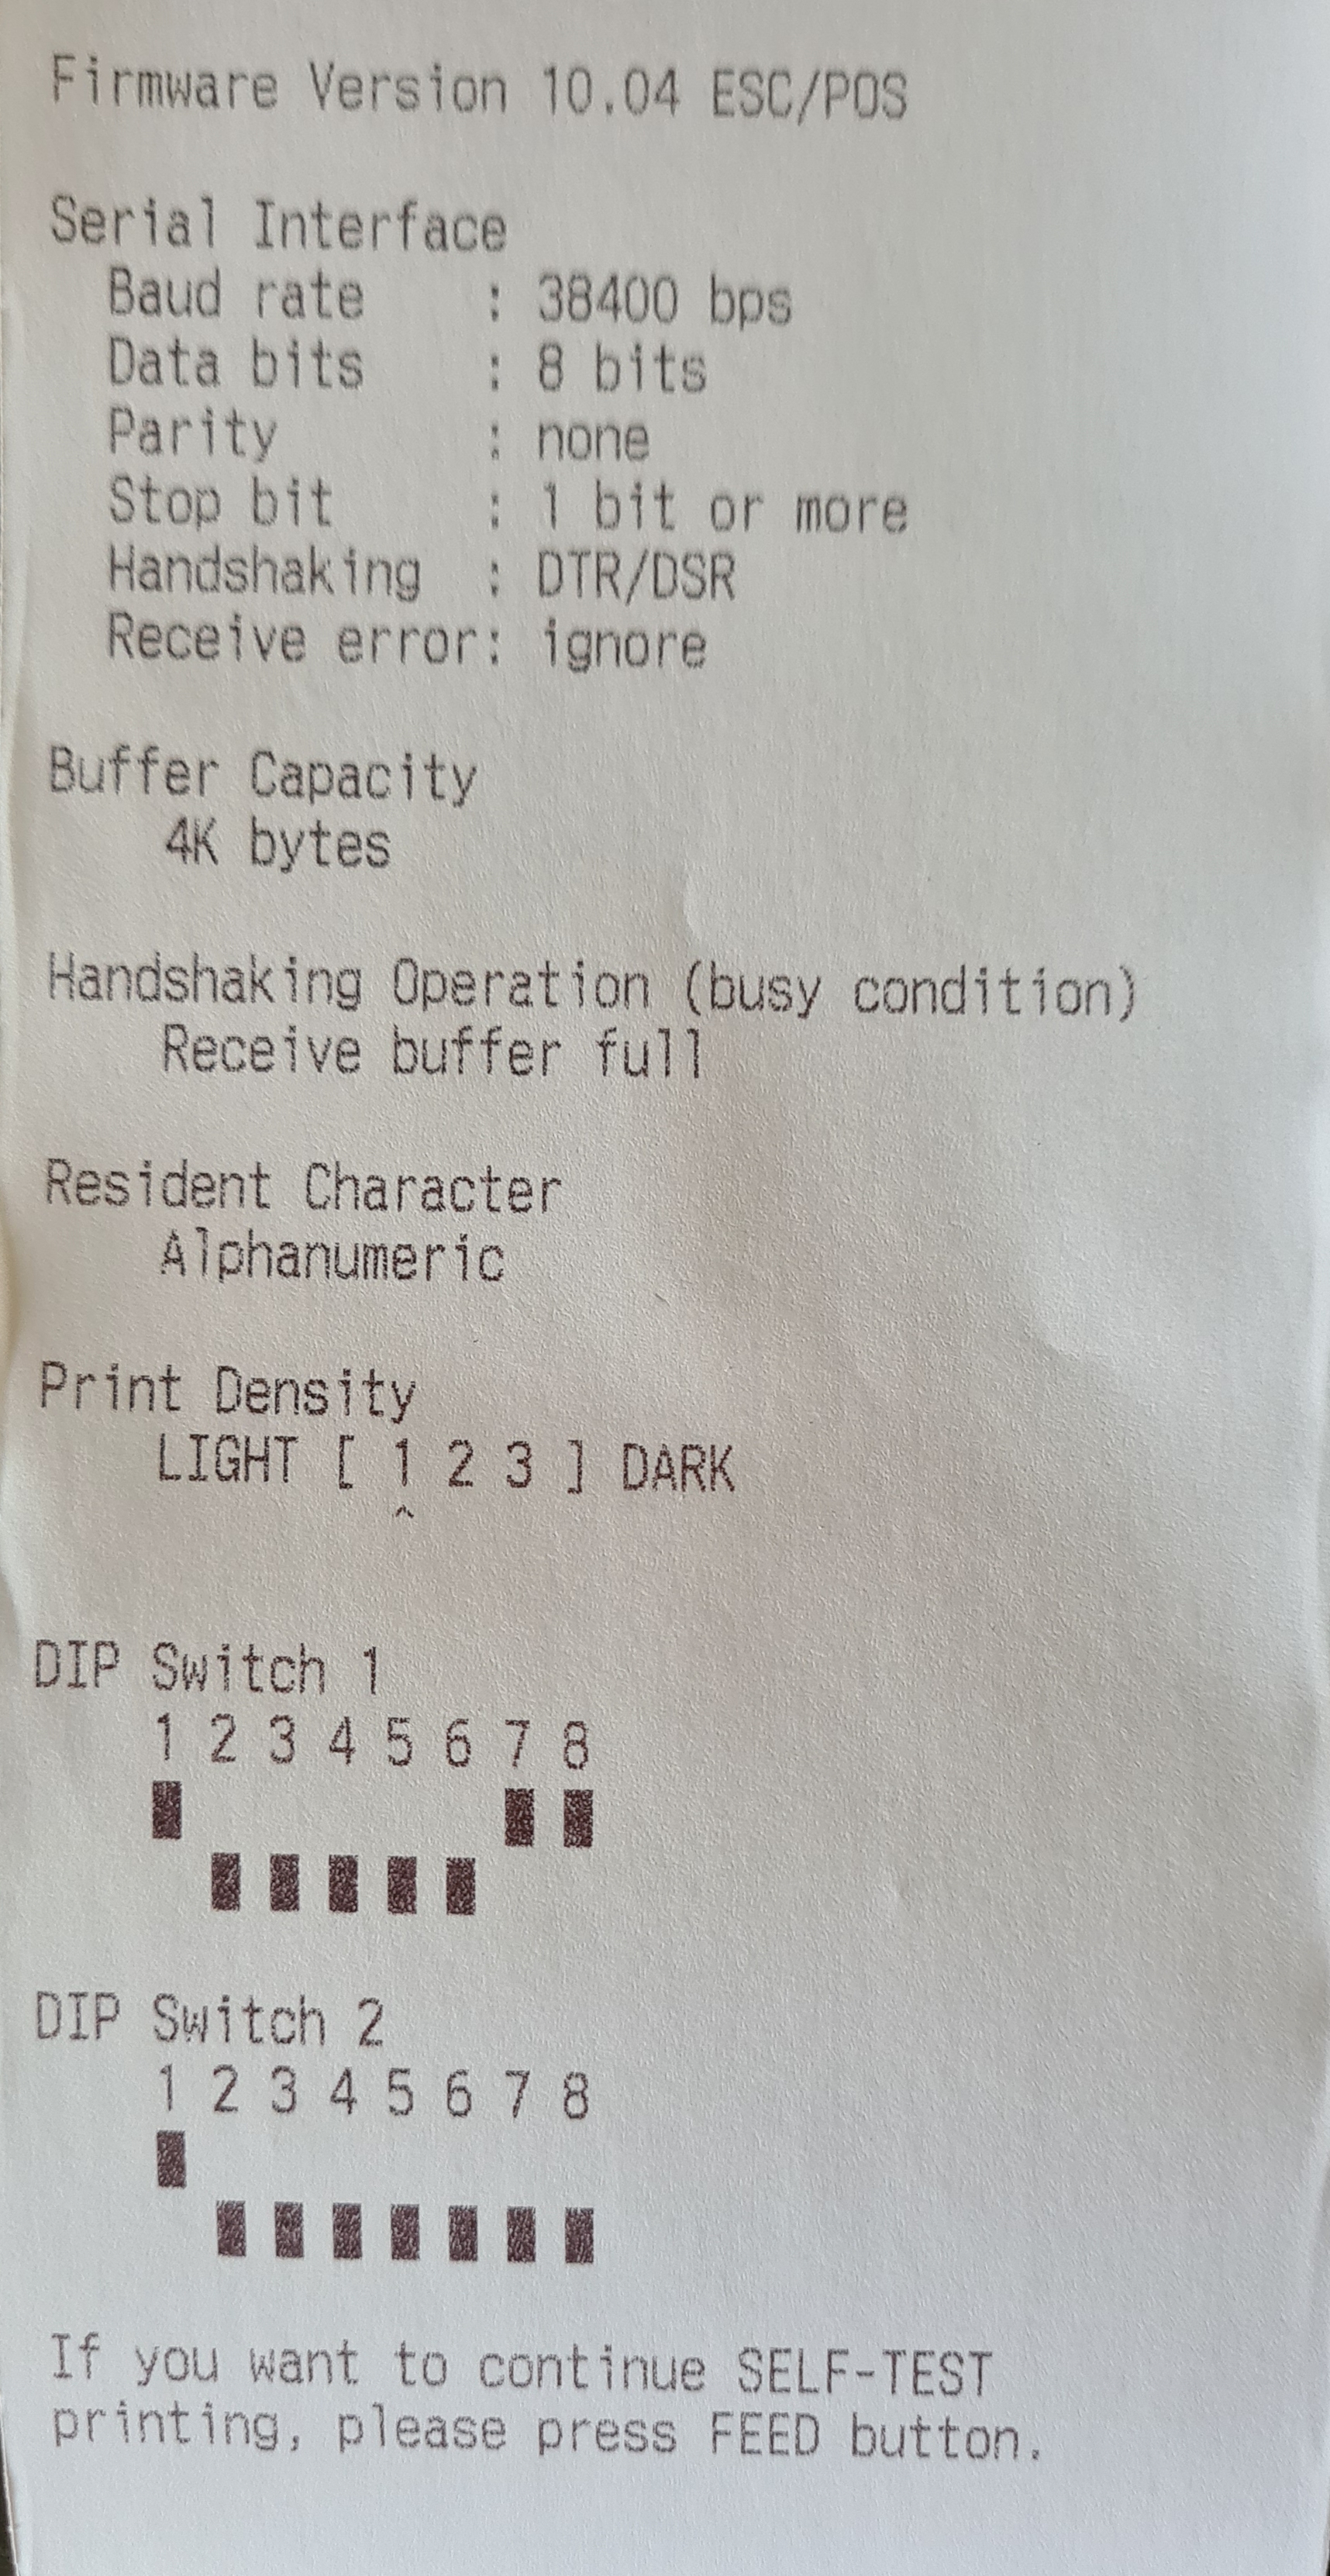 Firmware Version 10.04 ESC/POS
Serial Interface
Baud rate : 38400 bps
Data bits : 8 bits
Parity : none
Stop bit : 1 bit or more
Handshaking : DTR/DSR
Receive error: ignore
Buffer Capacity
4K bytes
Handshaking Operation (busy condition)
Receive buffer full
Resident Character
Alphanumeric
Print Density
LIGHT [ 1 2 3 ] DARK
^
DIP Switch 1
1 2 3 4 5 6 7 8
DIP Switch 2
1 2 3 4 5 6 7 8
If you want to continue SELF-TEST
printing, please press FEED button.